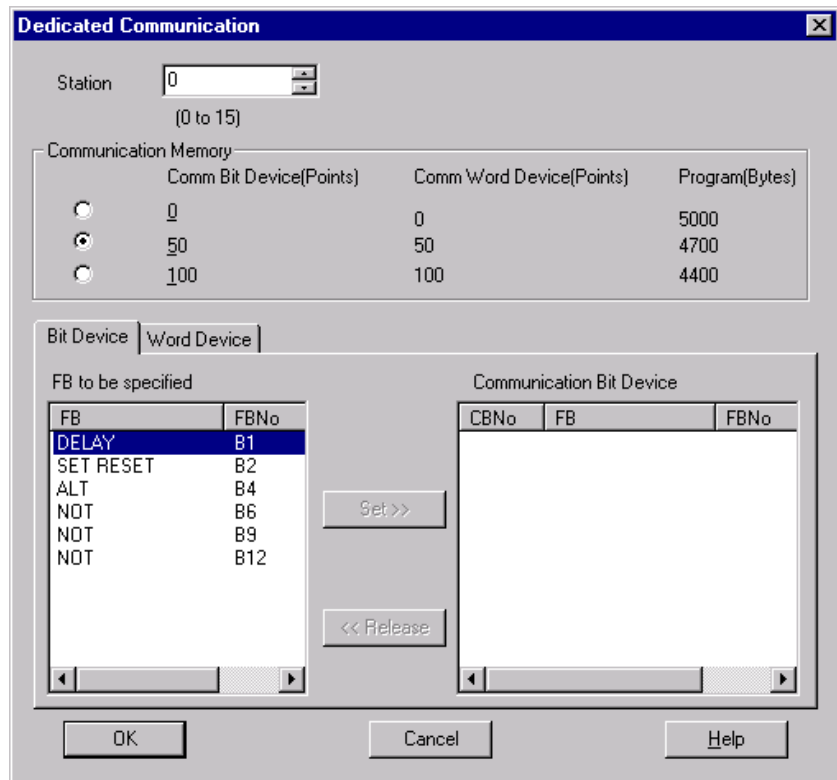 Dedicated Communication
Station 0
(0 to 15)
Communication Memory
Comm Bit Device(Points) Comm Word Device(Points) Program(Bytes)
0 0 5000
50 50 4700
100 100 4400
Bit Device Word Device
FB to be specified
FB FBNo
DELAY B1
SET RESET B2
ALT B4
NOT B6
NOT B9
NOT B12
Set >>
<< Release
Communication Bit Device
CBNo FB FBNo
OK Cancel Help